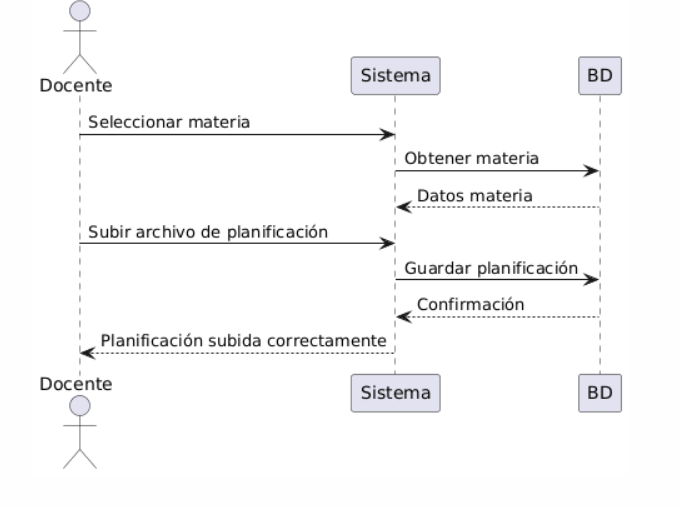 Docente
Sistema
BD
Seleccionar materia
Obtener materia
Datos materia
Subir archivo de planificación
Guardar planificación
Confirmación
Planificación subida correctamente
Docente
Sistema
BD